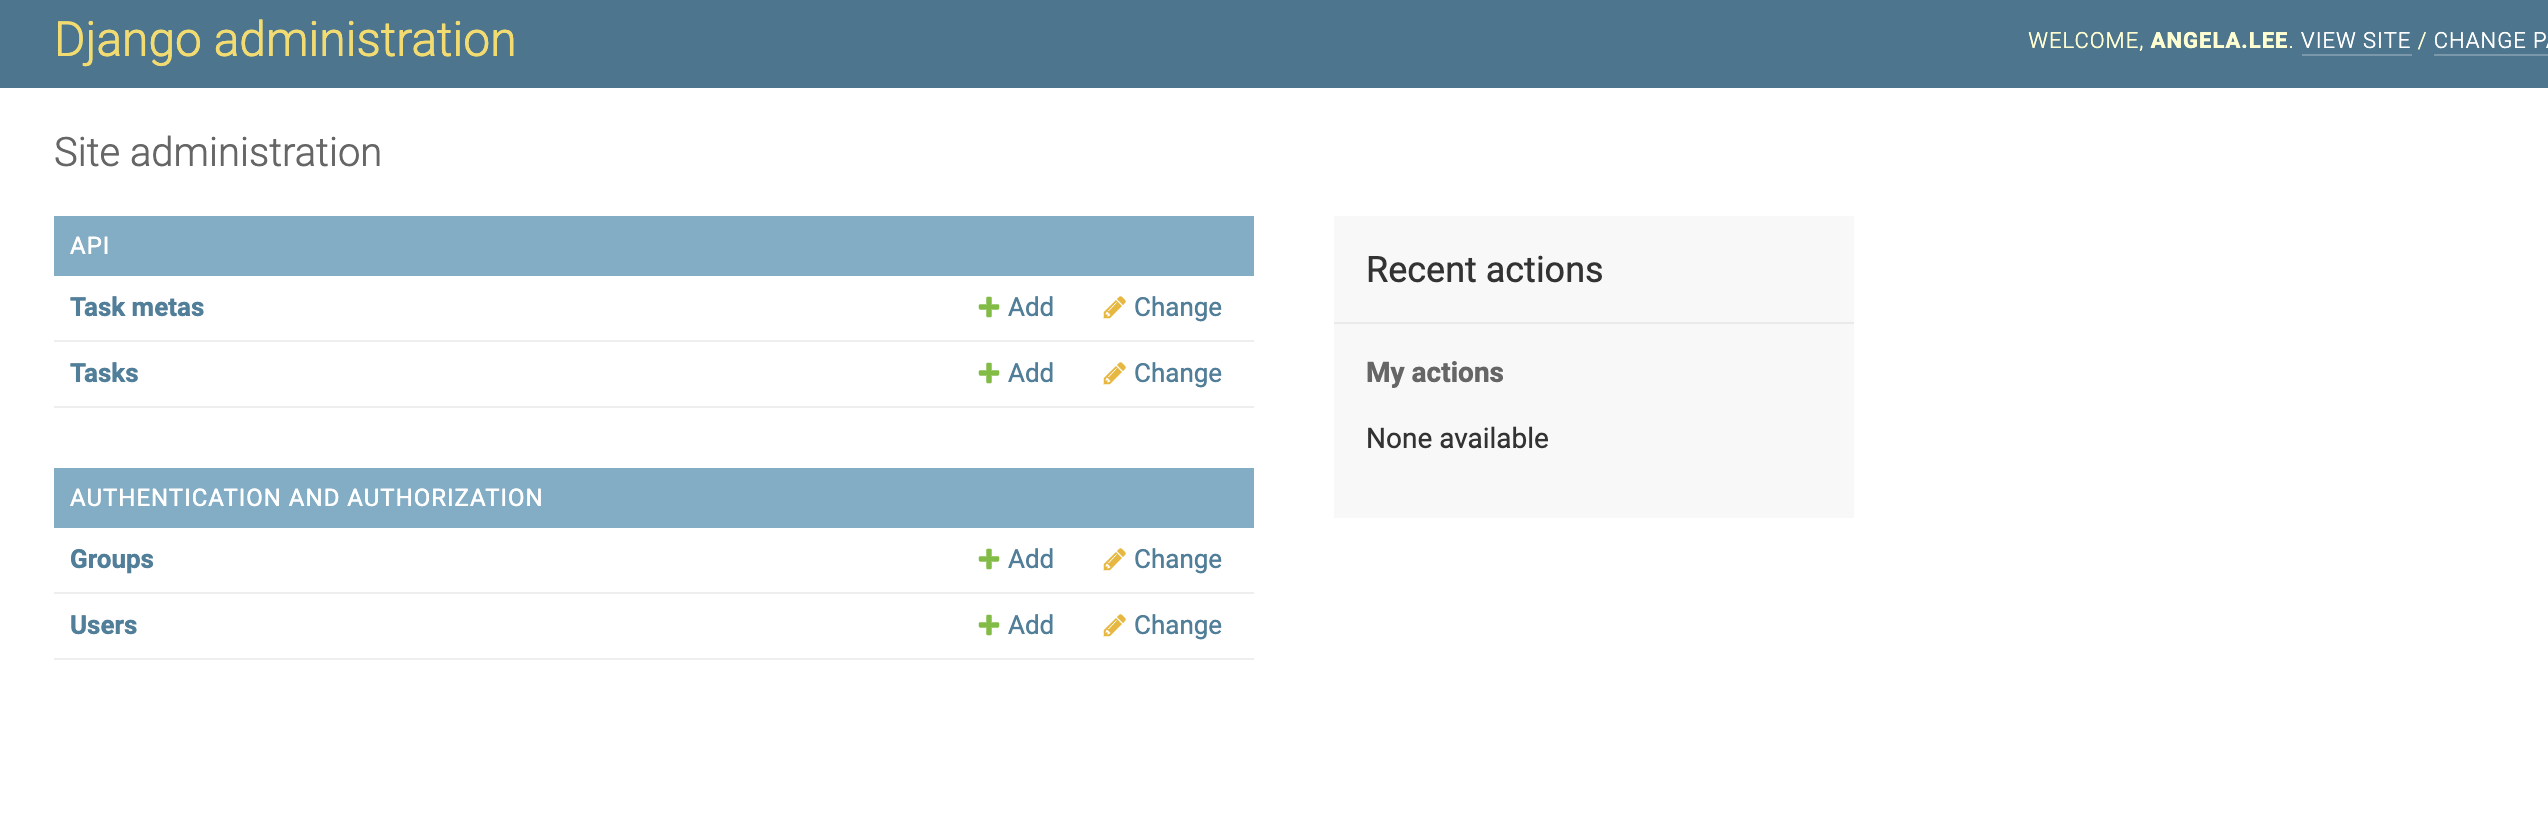 Django administration
WELCOME, ANGELA.LEE. VIEW SITE / CHANGE
Site administration
API
Task metas Add Change
Tasks Add Change
AUTHENTICATION AND AUTHORIZATION
Groups Add Change
Users Add Change
Recent actions
My actions
None available